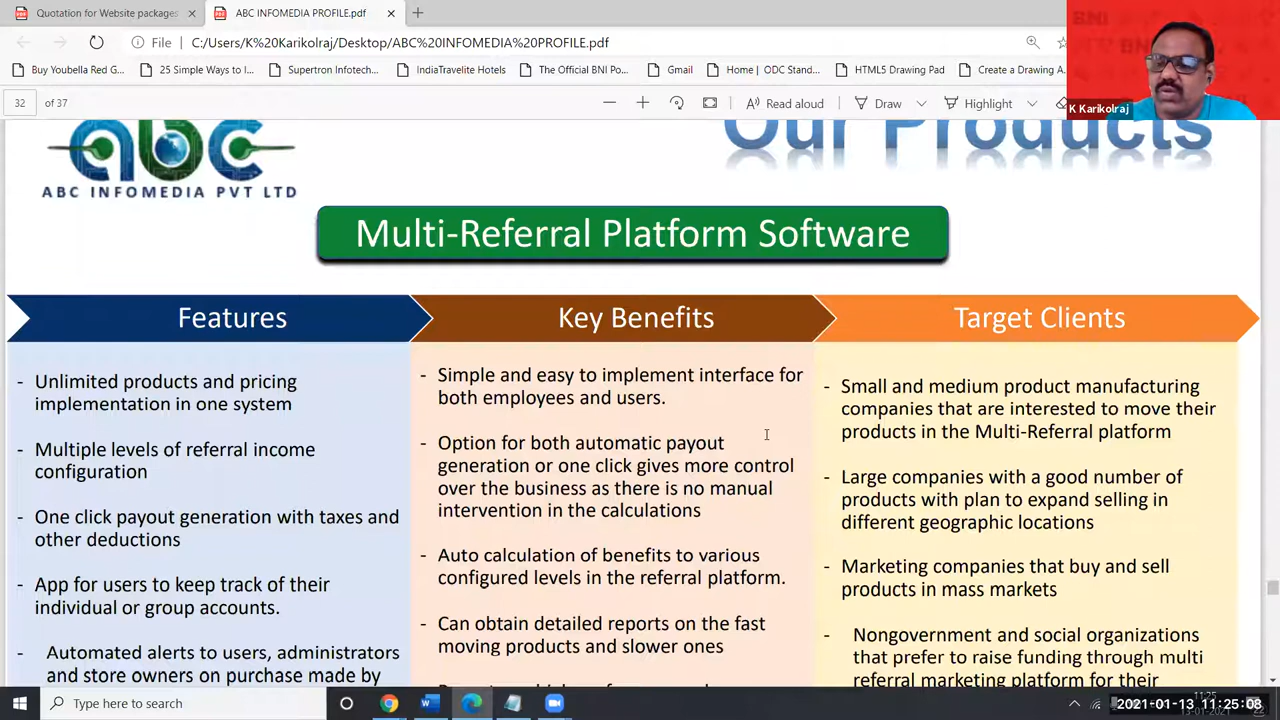 Quotation for Website packages
ABC INFOMEDIA PROFILE.pdf
File
C:/Users/K%20Karikolraj/Desktop/ABC%20INFOMEDIA%20PROFILE.pdf
Buy Youbella Red G...
25 Simple Ways to I...
Supertron Infotech...
IndiaTravelite Hotels
The Official BNI Po...
Gmail
Home | ODC Stand...
HTML5 Drawing Pad
Create a Drawing A...
K Karikolraj
32 of 37
Read aloud
Draw
Highlight
abc
ABC INFOMEDIA PVT LTD
Our Products
Multi-Referral Platform Software
Features
- Unlimited products and pricing
implementation in one system
- Multiple levels of referral income
configuration
- One click payout generation with taxes and
other deductions
- App for users to keep track of their
individual or group accounts.
- Automated alerts to users, administrators
and store owners on purchase made by
Key Benefits
- Simple and easy to implement interface for
both employees and users.
- Option for both automatic payout
generation or one click gives more control
over the business as there is no manual
intervention in the calculations
- Auto calculation of benefits to various
configured levels in the referral platform.
- Can obtain detailed reports on the fast
moving products and slower ones
Target Clients
- Small and medium product manufacturing
companies that are interested to move their
products in the Multi-Referral platform
- Large companies with a good number of
products with plan to expand selling in
different geographic locations
- Marketing companies that buy and sell
products in mass markets
- Nongovernment and social organizations
that prefer to raise funding through multi
referral marketing platform for their
Type here to search
11:25
2021-01-13 11:25:08